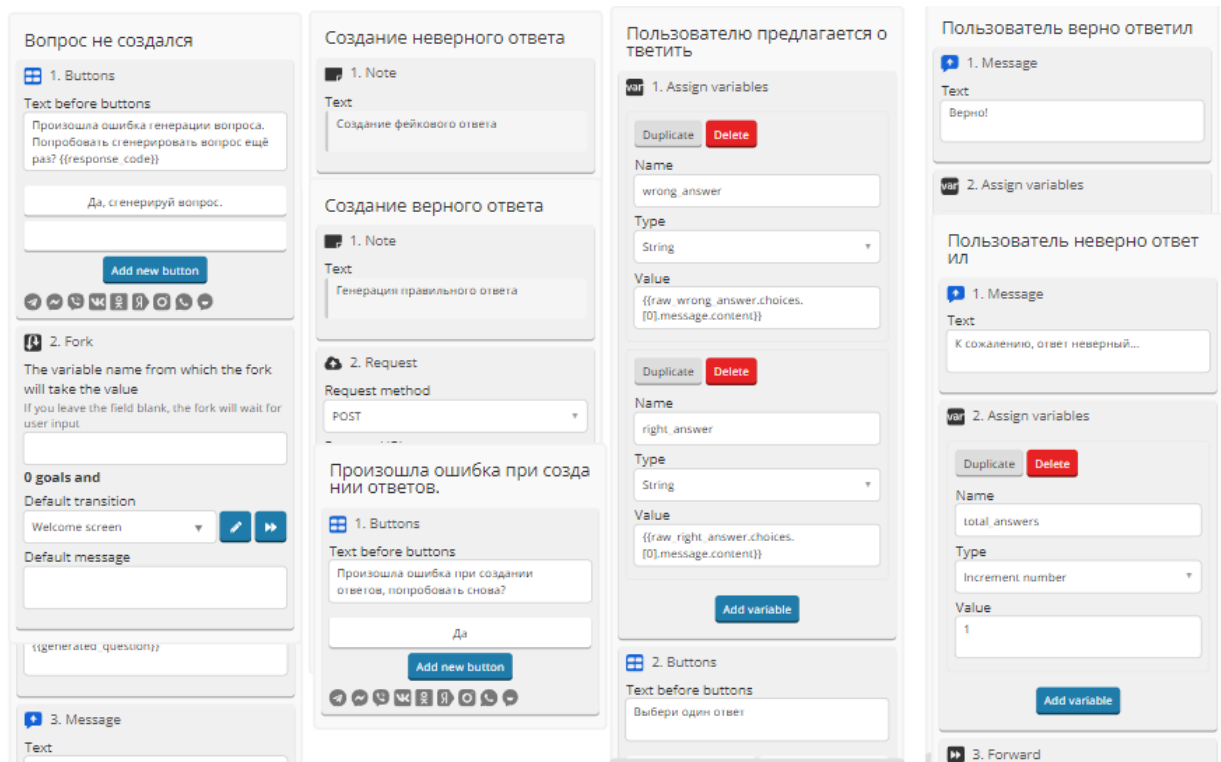 Вопрос не создался
1. Buttons
Text before buttons
Произошла ошибка генерации вопроса.
Попробовать сгенерировать вопрос ещё
раз? {{response_code}}
Да, сгенерируй вопрос.
Add new button
2. Fork
The variable name from which the fork
will take the value
If you leave the field blank, the fork will wait for
user input
0 goals and
Default transition
Welcome screen
Default message
{{generated_question}}
3. Message
Text
Создание неверного ответа
1. Note
Text
Создание фейкового ответа
Создание верного ответа
1. Note
Text
Генерация правильного ответа
2. Request
Request method
POST
Произошла ошибка при созда
нии ответов.
1. Buttons
Text before buttons
Произошла ошибка при создании
ответов, попробовать снова?
Да
Add new button
Пользователю предлагается о
тветить
var 1. Assign variables
Duplicate Delete
Name
wrong_answer
Type
String
Value
{{raw_wrong_answer.choices.
[0].message.content}}
Duplicate Delete
Name
right_answer
Type
String
Value
{{raw_right_answer.choices.
[0].message.content}}
Add variable
2. Buttons
Text before buttons
Выбери один ответ
Пользователь верно ответил
1. Message
Text
Верно!
var 2. Assign variables
Пользователь неверно ответ
ил
1. Message
Text
К сожалению, ответ неверный...
var 2. Assign variables
Duplicate Delete
Name
total_answers
Type
Increment number
Value
1
Add variable
3. Forward